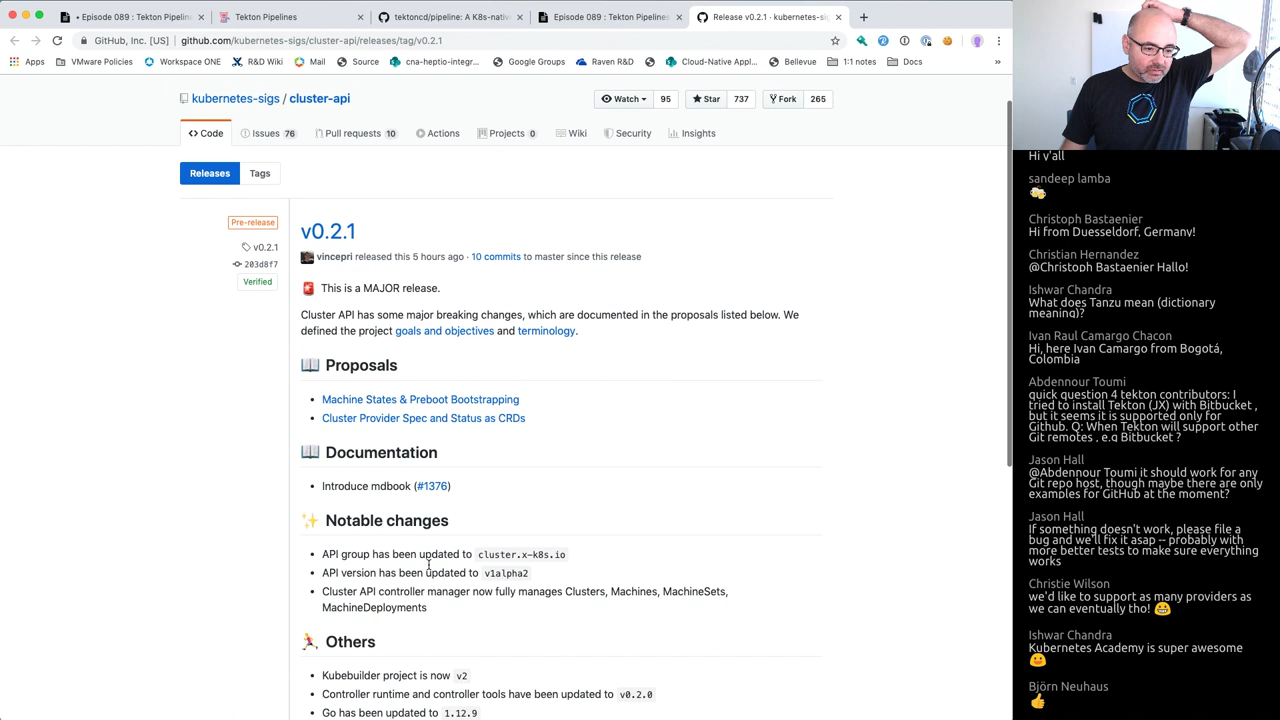 • Episode 089 : Tekton Pipeline
Tekton Pipelines
tektoncd/pipeline: A K8s-nativ
Episode 089 : Tekton Pipelines
Release v0.2.1 · kubernetes-si
GitHub, Inc. [US]
github.com/kubernetes-sigs/cluster-api/releases/tag/v0.2.1
Apps
VMware Policies
Workspace ONE
R&D Wiki
Mail
Source
cna-heptio-integr...
Google Groups
Raven R&D
Cloud-Native Appl...
Bellevue
1:1 notes
Docs
»
kubernetes-sigs / cluster-api
Watch 95
Star 737
Fork 265
Code
Issues 76
Pull requests 10
Actions
Projects 0
Wiki
Security
Insights
Releases
Tags
Pre-release
v0.2.1
203d8f7
Verified
v0.2.1
vincepri released this 5 hours ago · 10 commits to master since this release
🚨 This is a MAJOR release.
Cluster API has some major breaking changes, which are documented in the proposals listed below. We
defined the project goals and objectives and terminology.
📖 Proposals
• Machine States & Preboot Bootstrapping
• Cluster Provider Spec and Status as CRDs
📖 Documentation
• Introduce mdbook (#1376)
✨ Notable changes
• API group has been updated to cluster.x-k8s.io
• API version has been updated to v1alpha2
• Cluster API controller manager now fully manages Clusters, Machines, MachineSets,
MachineDeployments
🏃 Others
• Kubebuilder project is now v2
• Controller runtime and controller tools have been updated to v0.2.0
• Go has been updated to 1.12.9
Hi y'all
sandeep lamba
🍻
Christoph Bastaenier
Hi from Duesseldorf, Germany!
Christian Hernandez
@Christoph Bastaenier Hallo!
Ishwar Chandra
What does Tanzu mean (dictionary
meaning)?
Ivan Raul Camargo Chacon
Hi, here Ivan Camargo from Bogotá,
Colombia
Abdennour Toumi
quick question 4 tekton contributors: I
tried to install Tekton (JX) with Bitbucket ,
but it seems it is supported only for
Github. Q: When Tekton will support other
Git remotes , e.g Bitbucket ?
Jason Hall
@Abdennour Toumi it should work for any
Git repo host, though maybe there are only
examples for GitHub at the moment?
Jason Hall
If something doesn't work, please file a
bug and we'll fix it asap -- probably with
more better tests to make sure everything
works
Christie Wilson
we'd like to support as many providers as
we can eventually tho! 😀
Ishwar Chandra
Kubernetes Academy is super awesome
😀
Björn Neuhaus
👍